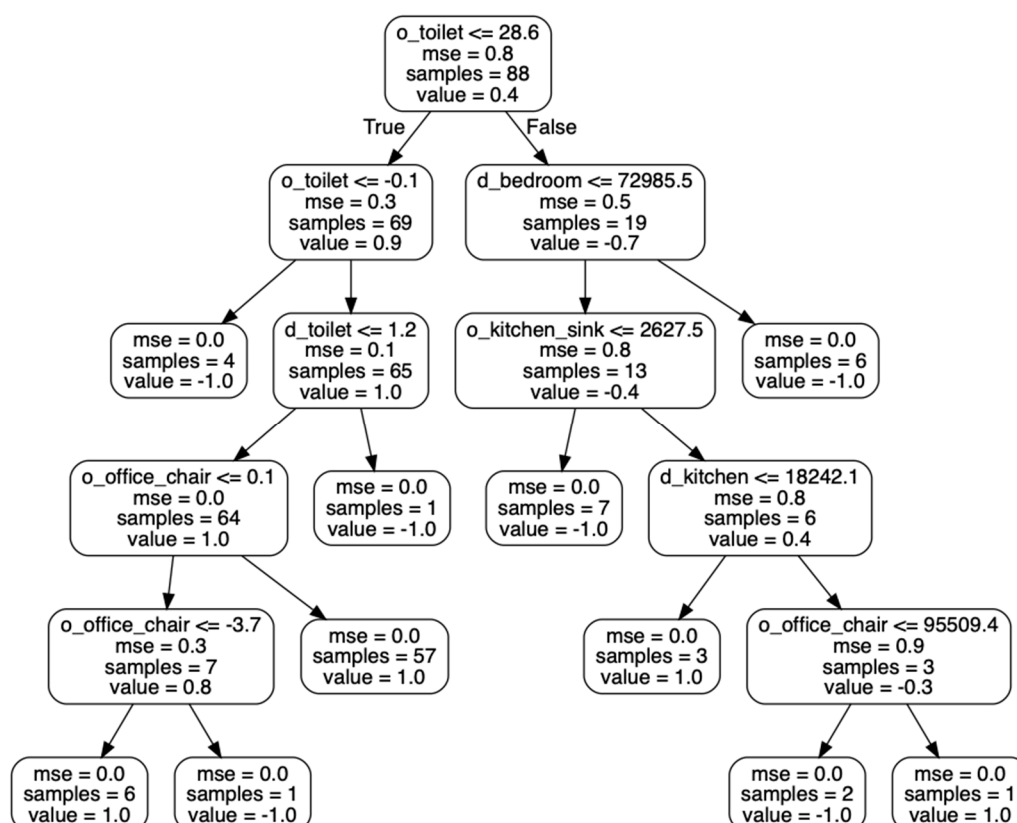 o_toilet <= 28.6
mse = 0.8
samples = 88
value = 0.4
True
False
o_toilet <= -0.1
mse = 0.3
samples = 69
value = 0.9
d_bedroom <= 72985.5
mse = 0.5
samples = 19
value = -0.7
mse = 0.0
samples = 4
value = -1.0
d_toilet <= 1.2
mse = 0.1
samples = 65
value = 1.0
o_kitchen_sink <= 2627.5
mse = 0.8
samples = 13
value = -0.4
mse = 0.0
samples = 6
value = -1.0
o_office_chair <= 0.1
mse = 0.0
samples = 64
value = 1.0
mse = 0.0
samples = 1
value = -1.0
mse = 0.0
samples = 7
value = -1.0
d_kitchen <= 18242.1
mse = 0.8
samples = 6
value = 0.4
o_office_chair <= -3.7
mse = 0.3
samples = 7
value = 0.8
mse = 0.0
samples = 57
value = 1.0
mse = 0.0
samples = 3
value = 1.0
o_office_chair <= 95509.4
mse = 0.9
samples = 3
value = -0.3
mse = 0.0
samples = 6
value = 1.0
mse = 0.0
samples = 1
value = -1.0
mse = 0.0
samples = 2
value = -1.0
mse = 0.0
samples = 1
value = 1.0